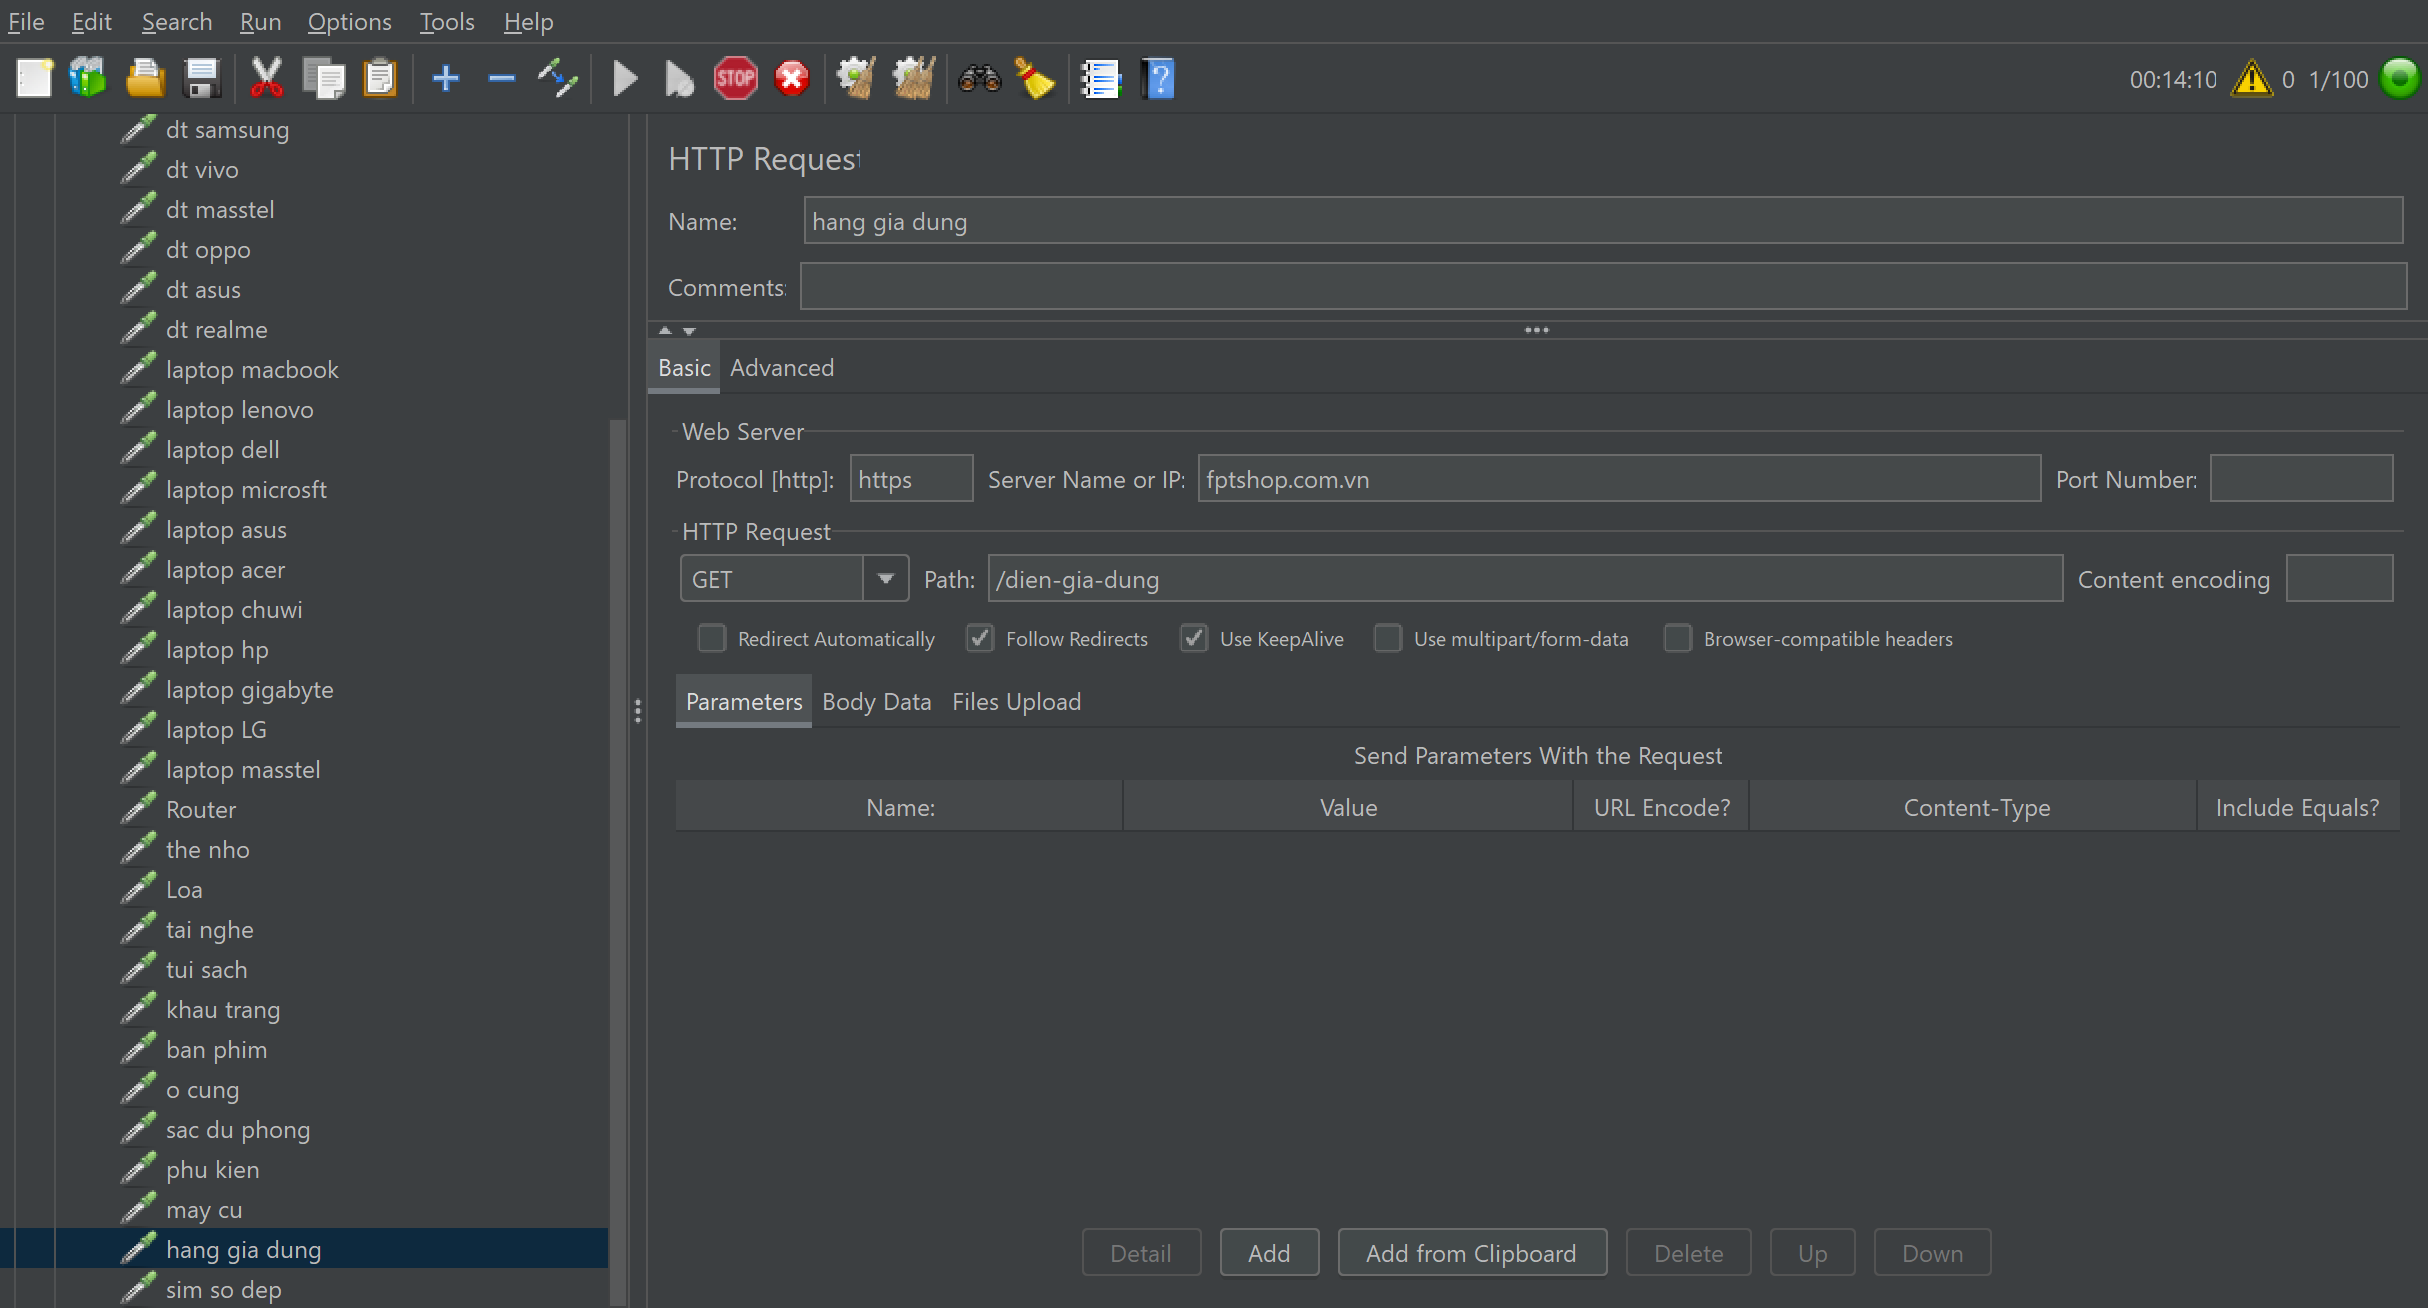 File Edit Search Run Options Tools Help
STOP ? 00:14:10 0 1/100
dt samsung
dt vivo
dt masstel
dt oppo
dt asus
dt realme
laptop macbook
laptop lenovo
laptop dell
laptop microsft
laptop asus
laptop acer
laptop chuwi
laptop hp
laptop gigabyte
laptop LG
laptop masstel
Router
the nho
Loa
tai nghe
tui sach
khau trang
ban phim
o cung
sac du phong
phu kien
may cu
hang gia dung
sim so dep
HTTP Request
Name: hang gia dung
Comments:
Basic Advanced
Web Server
Protocol [http]: https Server Name or IP: fptshop.com.vn Port Number:
HTTP Request
GET Path: /dien-gia-dung Content encoding
Redirect Automatically Follow Redirects Use KeepAlive Use multipart/form-data Browser-compatible headers
Parameters Body Data Files Upload
Send Parameters With the Request
Name: Value URL Encode? Content-Type Include Equals?
Detail Add Add from Clipboard Delete Up Down